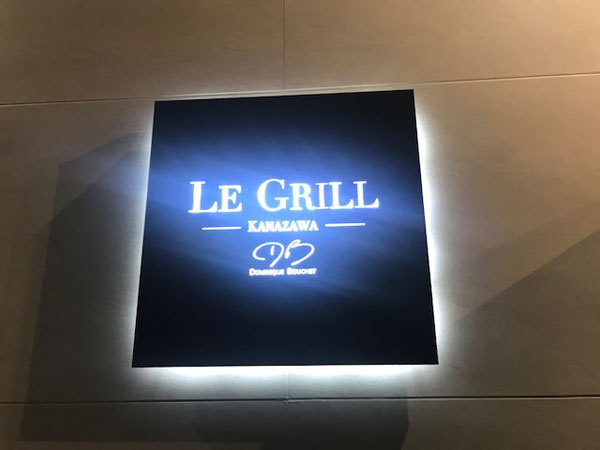 LE GRILL
KANAZAWA
DB
DOMINIQUE BOUCHET